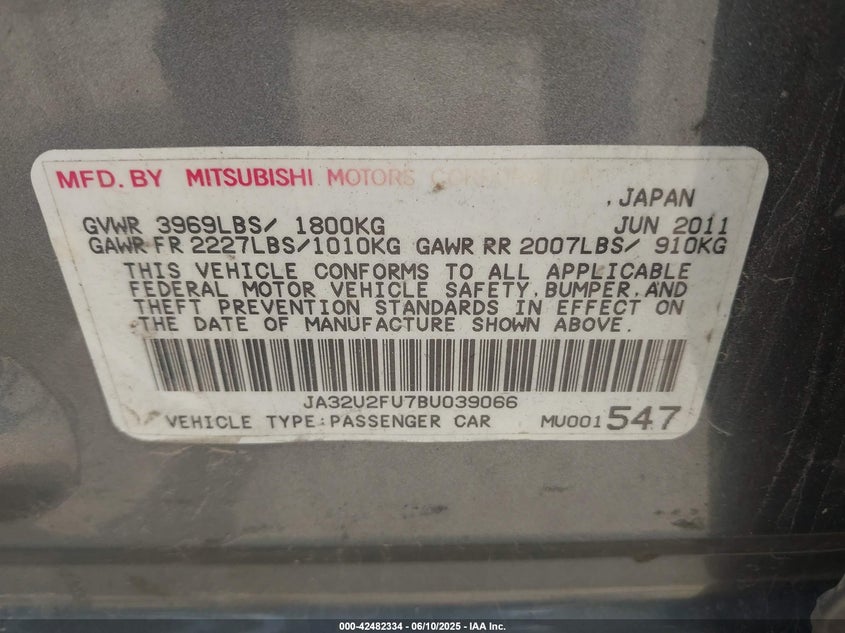 MFD. BY MITSUBISHI MOTORS CORPORATION
, JAPAN
GVWR 3969LBS/ 1800KG JUN 2011
GAWR FR 2227LBS/1010KG GAWR RR 2007LBS/ 910KG
THIS VEHICLE CONFORMS TO ALL APPLICABLE
FEDERAL MOTOR VEHICLE SAFETY, BUMPER, AND
THEFT PREVENTION STANDARDS IN EFFECT ON
THE DATE OF MANUFACTURE SHOWN ABOVE.
JA32U2FU7BU039066
VEHICLE TYPE:PASSENGER CAR MU001547
000-42482334 - 06/10/2025 - IAA Inc.